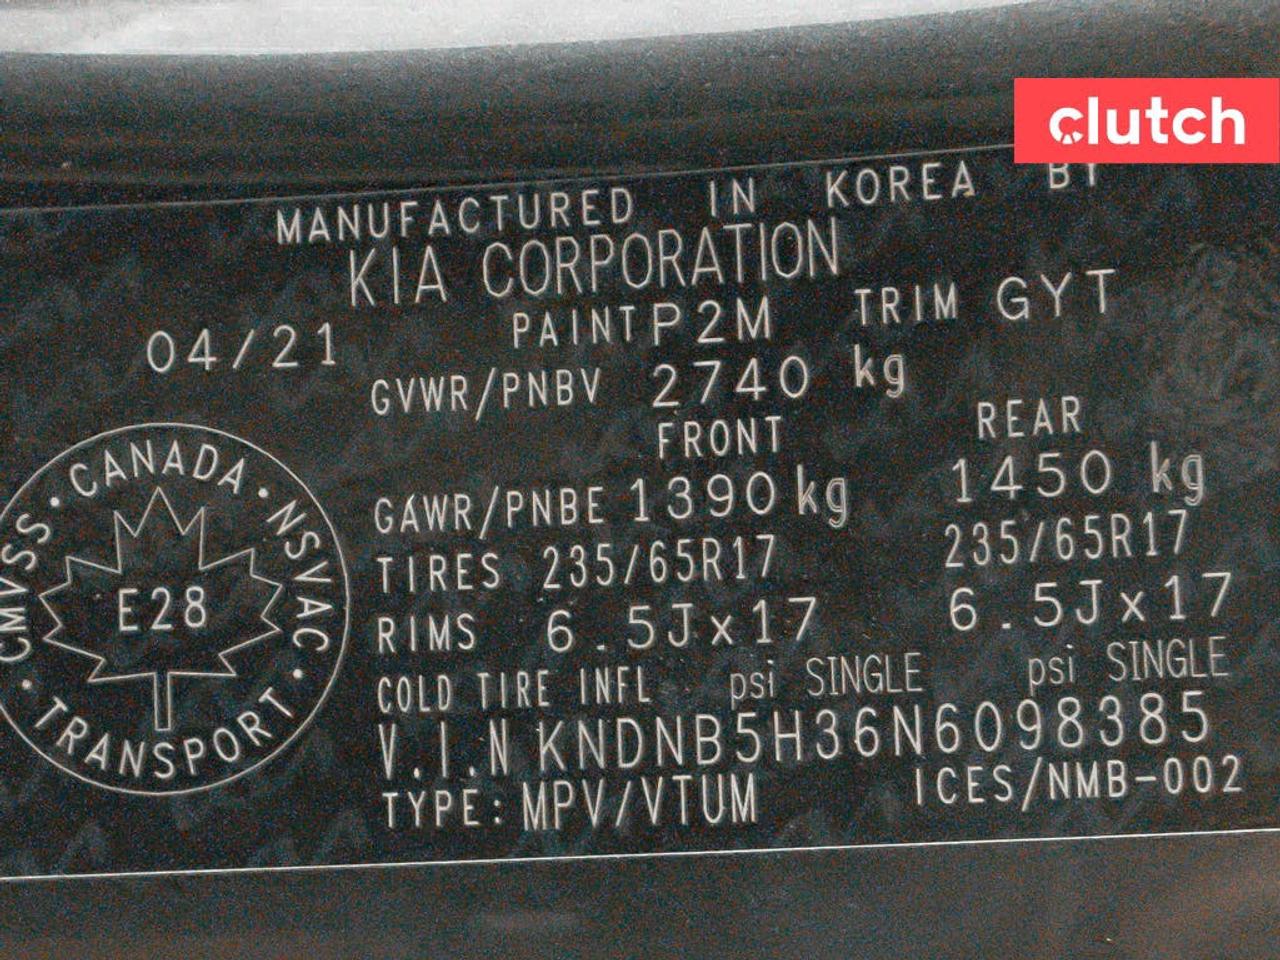 clutch
MANUFACTURED IN KOREA BY
KIA CORPORATION
04/21 PAINT P2M TRIM GYT
GVWR/PNBV 2740 kg
FRONT REAR
GAWR/PNBE 1390 kg 1450 kg
TIRES 235/65R17 235/65R17
RIMS 6.5J x 17 6.5J x 17
COLD TIRE INFL psi SINGLE psi SINGLE
V.I.N KNDNB5H36N6098385
TYPE: MPV/VTUM ICES/NMB-002
CMVSS · CANADA · NSVAC · TRANSPORT ·
E28